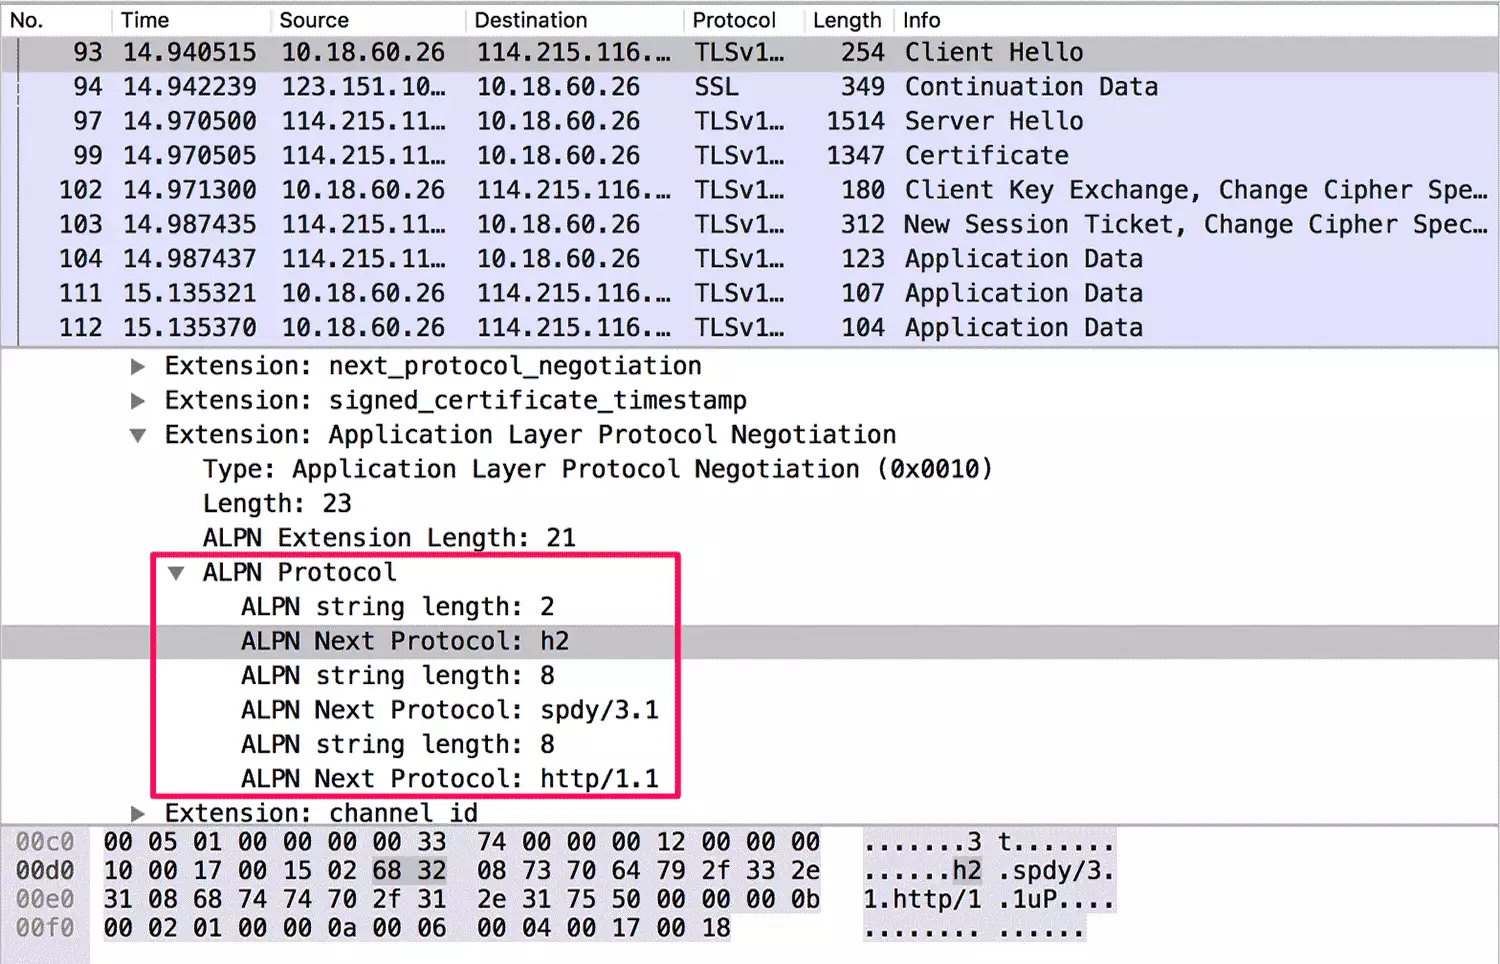 No. Time Source Destination Protocol Length Info
93 14.940515 10.18.60.26 114.215.116.… TLSv1… 254 Client Hello
94 14.942239 123.151.10… 10.18.60.26 SSL 349 Continuation Data
97 14.970500 114.215.11… 10.18.60.26 TLSv1… 1514 Server Hello
99 14.970505 114.215.11… 10.18.60.26 TLSv1… 1347 Certificate
102 14.971300 10.18.60.26 114.215.116.… TLSv1… 180 Client Key Exchange, Change Cipher Spe…
103 14.987435 114.215.11… 10.18.60.26 TLSv1… 312 New Session Ticket, Change Cipher Spec…
104 14.987437 114.215.11… 10.18.60.26 TLSv1… 123 Application Data
111 15.135321 10.18.60.26 114.215.116.… TLSv1… 107 Application Data
112 15.135370 10.18.60.26 114.215.116.… TLSv1… 104 Application Data
Extension: next_protocol_negotiation
Extension: signed_certificate_timestamp
Extension: Application Layer Protocol Negotiation
Type: Application Layer Protocol Negotiation (0x0010)
Length: 23
ALPN Extension Length: 21
ALPN Protocol
ALPN string length: 2
ALPN Next Protocol: h2
ALPN string length: 8
ALPN Next Protocol: spdy/3.1
ALPN string length: 8
ALPN Next Protocol: http/1.1
Extension: channel_id
00c0 00 05 01 00 00 00 00 33 74 00 00 00 12 00 00 00 .......3 t.......
00d0 10 00 17 00 15 02 68 32 08 73 70 64 79 2f 33 2e ......h2 .spdy/3.
00e0 31 08 68 74 74 70 2f 31 2e 31 75 50 00 00 00 0b 1.http/1 .1uP....
00f0 00 02 01 00 00 0a 00 06 00 04 00 17 00 18 ........ ......